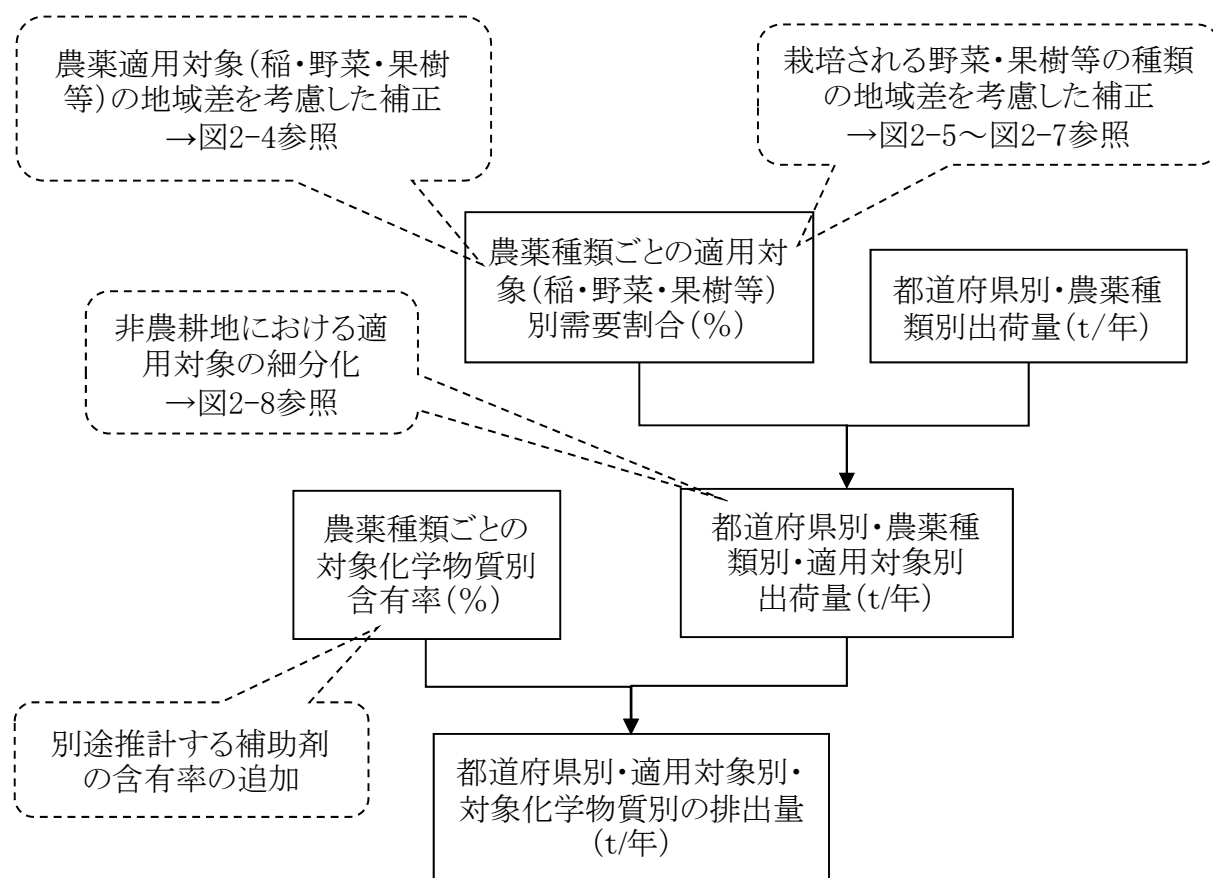 農薬適用対象(稲・野菜・果樹
等)の地域差を考慮した補正
→図2-4参照
栽培される野菜・果樹等の種類
の地域差を考慮した補正
→図2-5～図2-7参照
農薬種類ごとの適用対
象(稲・野菜・果樹等)
別需要割合(%)
都道府県別・農薬種
類別出荷量(t/年)
非農耕地における適
用対象の細分化
→図2-8参照
農薬種類ごとの
対象化学物質別
含有率(%)
都道府県別・農薬種
類別・適用対象別
出荷量(t/年)
別途推計する補助剤
の含有率の追加
都道府県別・適用対象別・
対象化学物質別の排出量
(t/年)